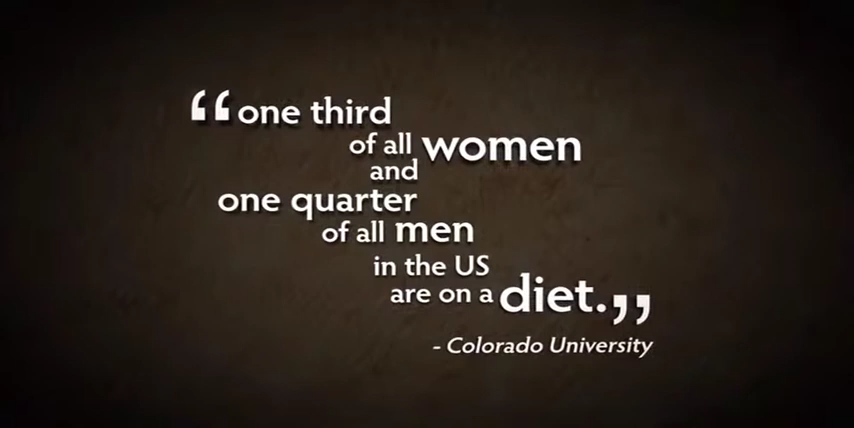 “one third
of all women
and
one quarter
of all men
in the US
are on a diet.”
- Colorado University